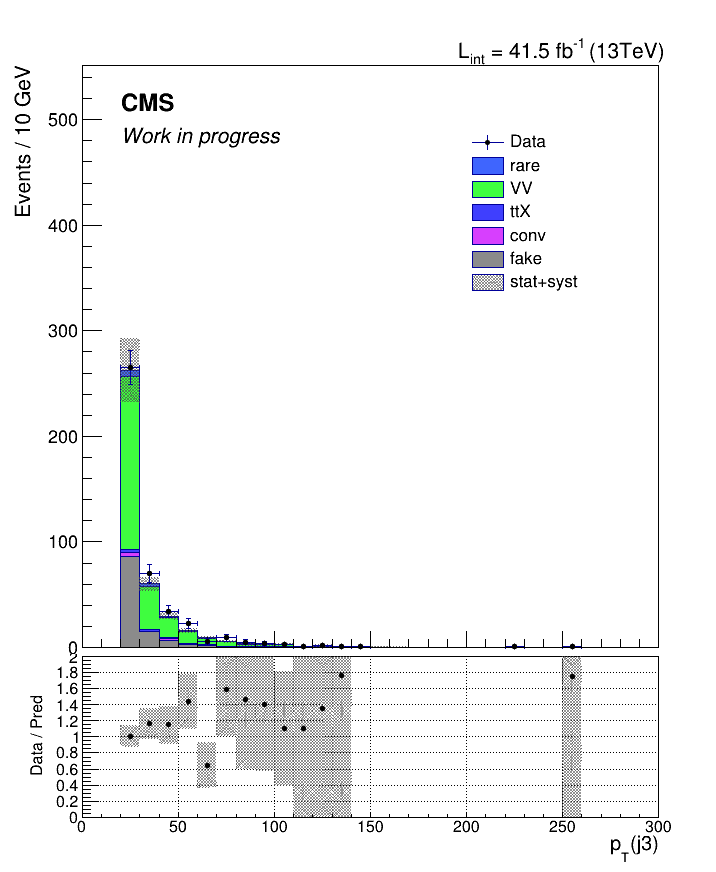 L_int = 41.5 fb^-1 (13TeV)
Events / 10 GeV
CMS
Work in progress
Data
rare
VV
ttX
conv
fake
stat+syst
500
400
300
200
100
0
Data / Pred
2
1.8
1.6
1.4
1.2
1
0.8
0.6
0.4
0.2
0
0 50 100 150 200 250 300
p_T(j3)